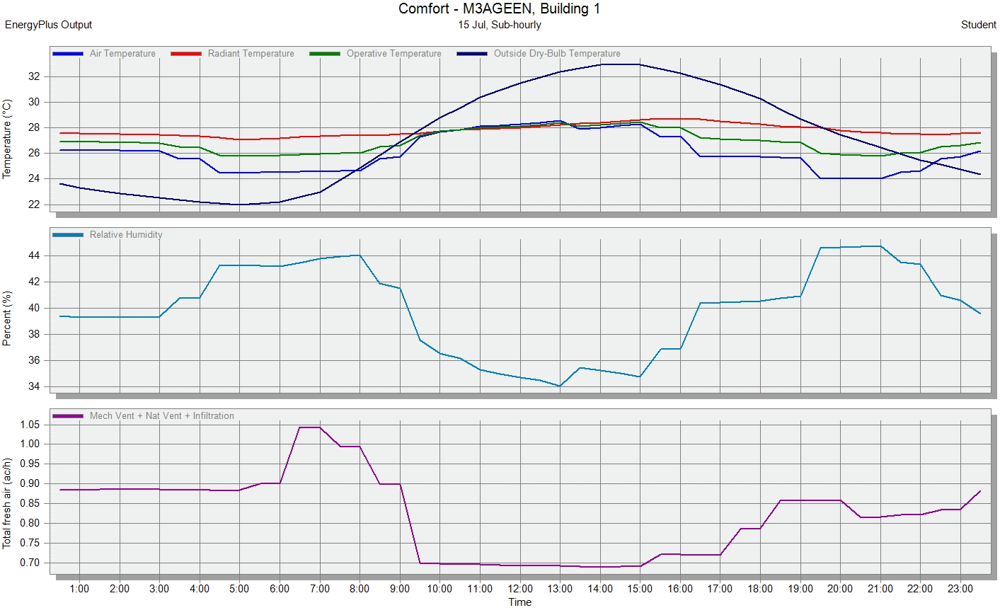 Comfort - M3AGEEN, Building 1
EnergyPlus Output
15 Jul, Sub-hourly
Student
Air Temperature
Radiant Temperature
Operative Temperature
Outside Dry-Bulb Temperature
Temperature (°C)
32
30
28
26
24
22
Relative Humidity
Percent (%)
44
42
40
38
36
34
Mech Vent + Nat Vent + Infiltration
Total fresh air (ac/h)
1.05
1.00
0.95
0.90
0.85
0.80
0.75
0.70
1:00 2:00 3:00 4:00 5:00 6:00 7:00 8:00 9:00 10:00 11:00 12:00 13:00 14:00 15:00 16:00 17:00 18:00 19:00 20:00 21:00 22:00 23:00
Time